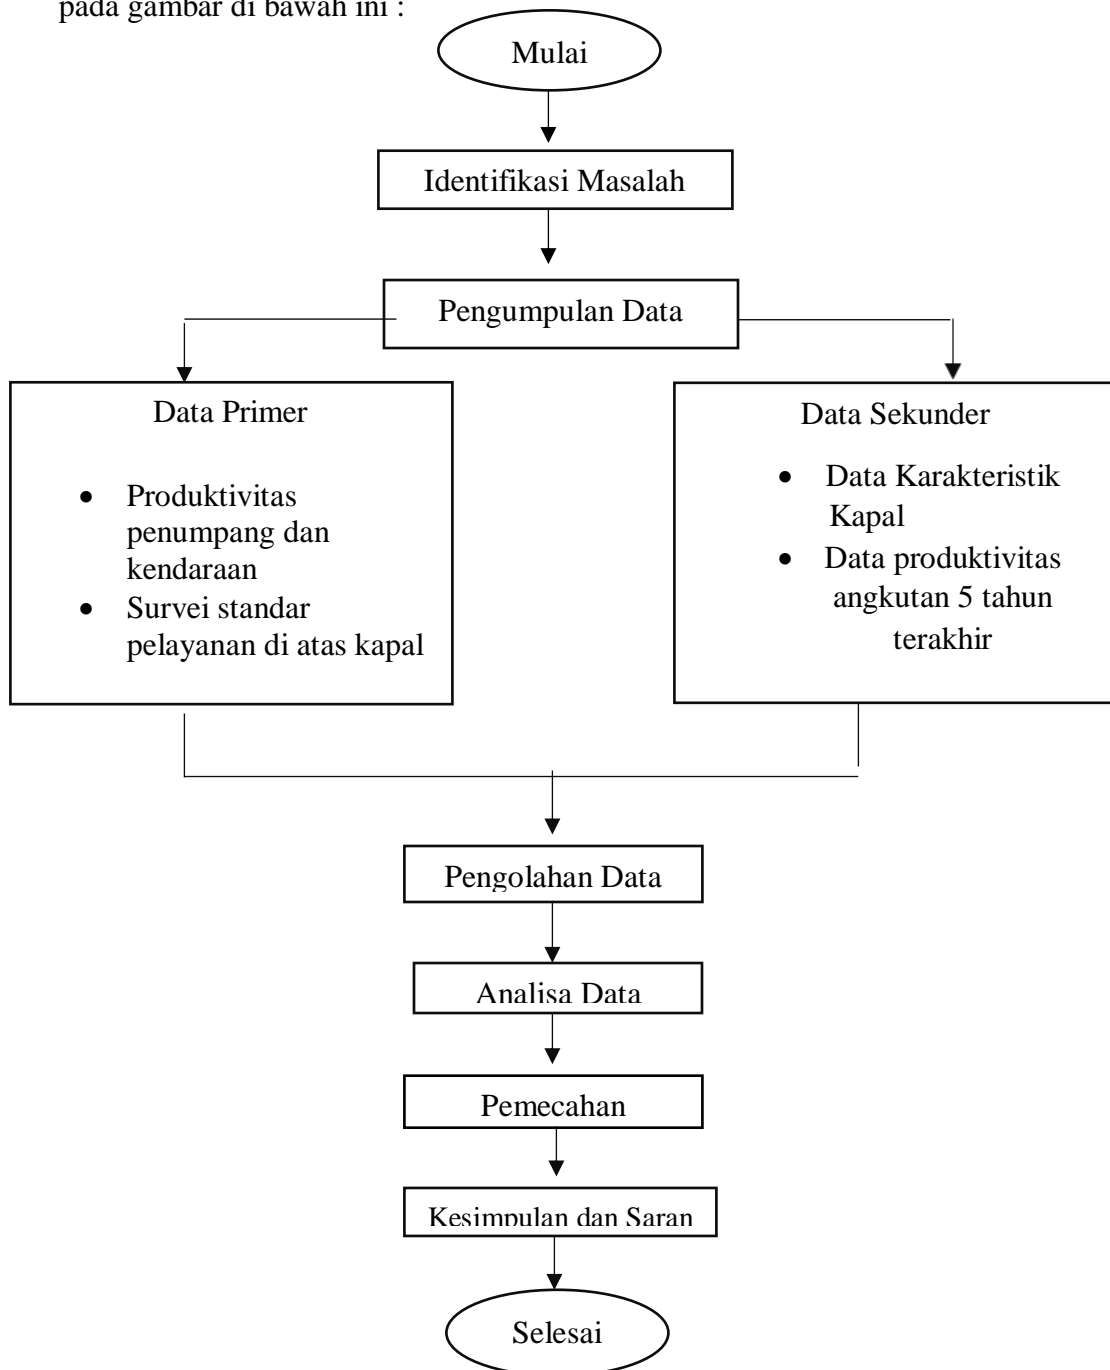 pada gambar di bawah ini :
Mulai
Identifikasi Masalah
Pengumpulan Data
Data Primer
• Produktivitas
penumpang dan
kendaraan
• Survei standar
pelayanan di atas kapal
Data Sekunder
• Data Karakteristik
Kapal
• Data produktivitas
angkutan 5 tahun
terakhir
Pengolahan Data
Analisa Data
Pemecahan
Kesimpulan dan Saran
Selesai